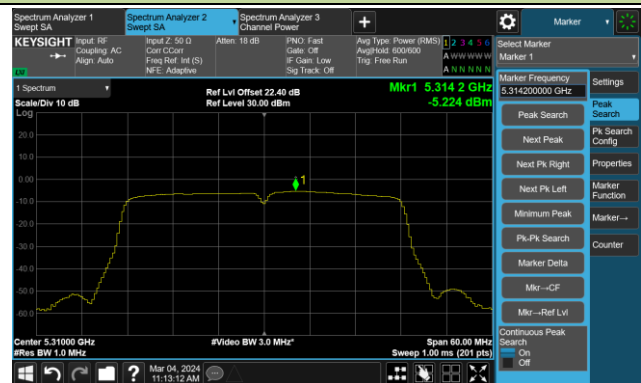 Spectrum Analyzer 1
Swept SA
Spectrum Analyzer 2
Swept SA
Spectrum Analyzer 3
Channel Power
+
Marker
KEYSIGHT
Input: RF
Coupling: AC
Align: Auto
Input Z: 50 Ω
Corr CCorr
Freq Ref: Int (S)
NFE: Adaptive
Atten: 18 dB
PNO: Fast
Gate: Off
IF Gain: Low
Sig Track: Off
Avg Type: Power (RMS)
Avg|Hold: 600/600
Trig: Free Run
1 2 3 4 5 6
A W W W W W
A N N N N N
LXI
Select Marker
Marker 1
1 Spectrum
Scale/Div 10 dB
Ref Lvl Offset 22.40 dB
Ref Level 30.00 dBm
Mkr1 5.314 2 GHz
-5.224 dBm
Log
20.0
10.0
0.00
-10.0
-20.0
-30.0
-40.0
-50.0
-60.0
1
Center 5.31000 GHz
#Res BW 1.0 MHz
#Video BW 3.0 MHz*
Span 60.00 MHz
Sweep 1.00 ms (201 pts)
Marker Frequency
5.314200000 GHz
Peak Search
Next Peak
Next Pk Right
Next Pk Left
Minimum Peak
Pk-Pk Search
Marker Delta
Mkr→CF
Mkr→Ref Lvl
Continuous Peak
Search
On
Off
Settings
Peak
Search
Pk Search
Config
Properties
Marker
Function
Marker→
Counter
?
Mar 04, 2024
11:13:12 AM